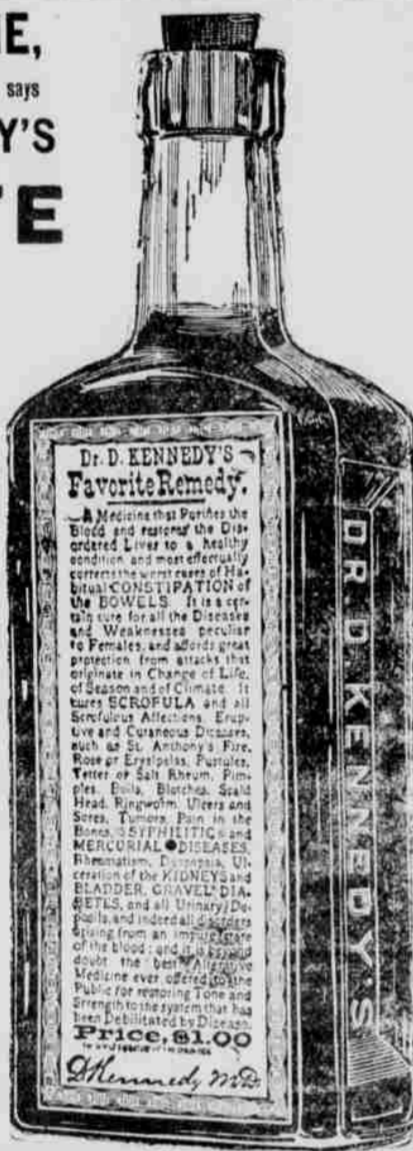 E,
says
Y'S
TE
Dr. D. KENNEDY'S
Favorite Remedy.
A Medicine that Purifies the
Blood and restores the Dis-
ordered Liver to a healthy
condition and most effectually
corrects the worst cases of Ha-
bitual CONSTIPATION of
the BOWELS. It is a cer-
tain cure for all the Diseases
and Weaknesses peculiar
to Females, and affords great
protection from attacks that
originate in Change of Life,
of Season and of Climate. It
cures SCROFULA and all
Scrofulous Affections, Erup-
tive and Cutaneous Diseases,
such as St. Anthony's Fire,
Rose or Erysipelas, Pustules,
Tetter or Salt Rheum, Pim-
ples, Boils, Blotches, Scald
Head, Ringworm, Ulcers and
Sores, Tumors, Pain in the
Bones, SYPHILITIC and
MERCURIAL DISEASES,
Rheumatism, Dyspepsia, Ul-
ceration of the KIDNEYS and
BLADDER, GRAVEL, DIA-
BETES, and all Urinary De-
posits, and indeed all disorders
arising from an impure state
of the blood; and it is beyond
doubt the best Alterative
Medicine ever offered to the
Public for restoring Tone and
Strength to the system that has
been Debilitated by Disease.
Price, $1.00
D Kennedy M.D.
DR. D. KENNEDY'S